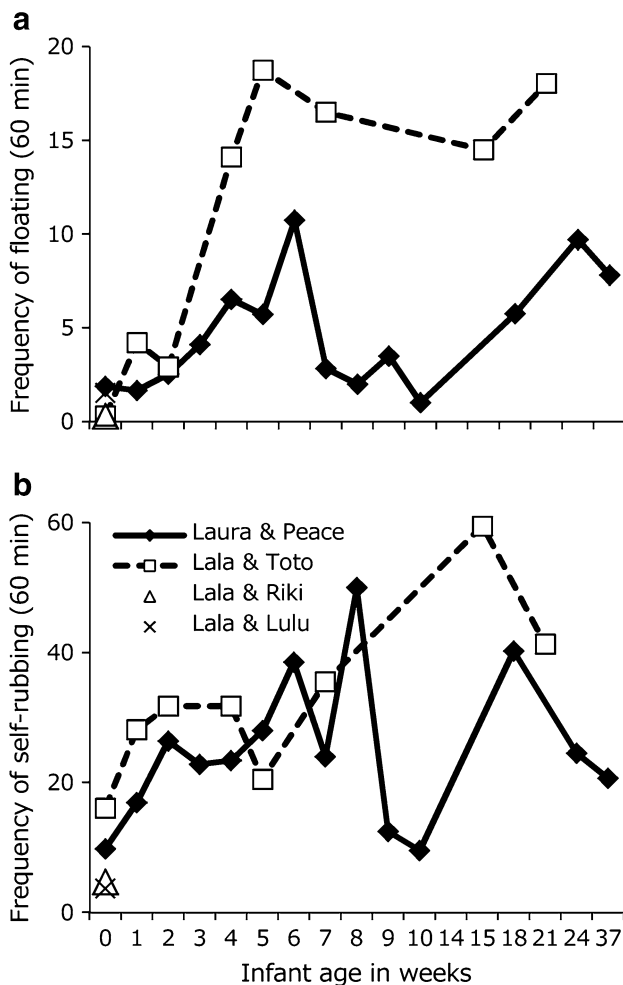 a
Frequency of floating (60 min)
20
15
10
5
0
b
Frequency of self-rubbing (60 min)
60
40
20
0
Laura & Peace
Lala & Toto
Lala & Riki
Lala & Lulu
0 1 2 3 4 5 6 7 8 9 10 14 15 18 21 24 37
Infant age in weeks